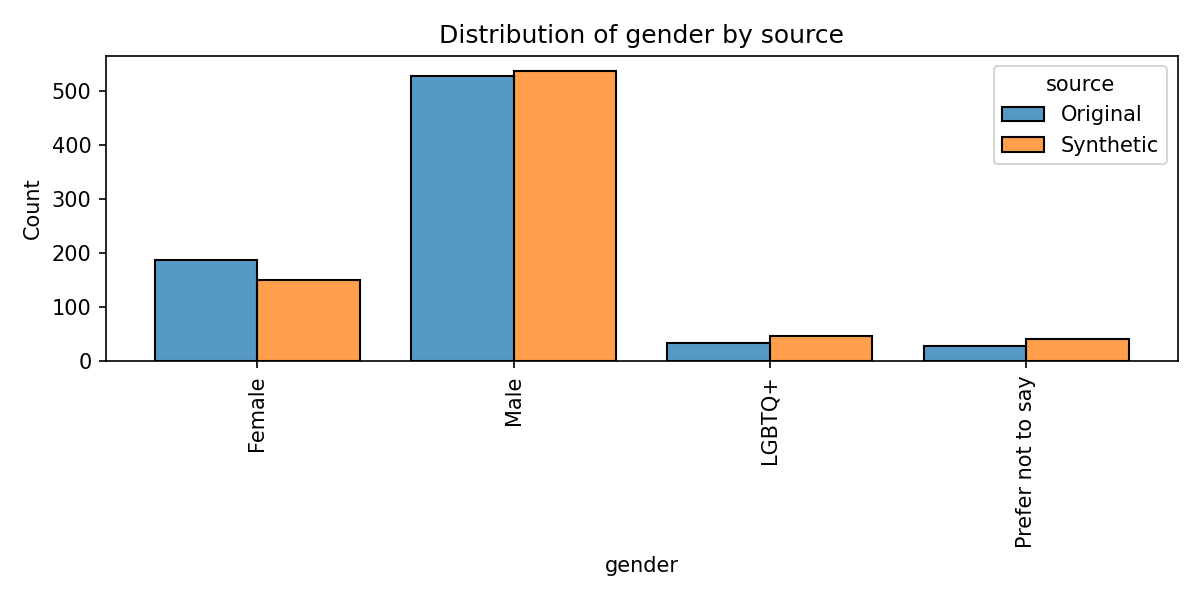 Distribution of gender by source
source
Original
Synthetic
Count
500
400
300
200
100
0
Female
Male
LGBTQ+
Prefer not to say
gender